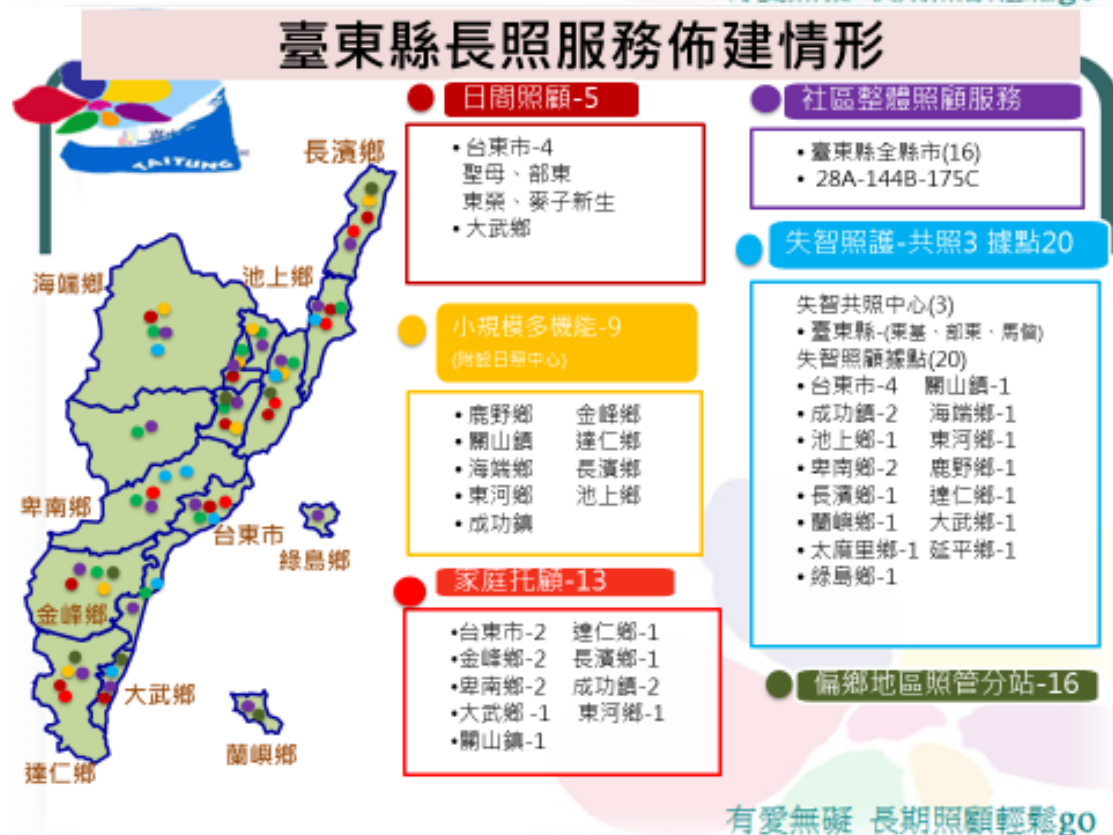 臺東縣長照服務佈建情形
TAITUNG
長濱鄉
海端鄉
池上鄉
卑南鄉
台東市
綠島鄉
金峰鄉
大武鄉
蘭嶼鄉
達仁鄉
日間照顧-5
•台東市-4
聖母、部東
東榮、麥子新生
•大武鄉
小規模多機能-9
(附設日照中心)
•鹿野鄉 金峰鄉
•關山鎮 達仁鄉
•海端鄉 長濱鄉
•東河鄉 池上鄉
•成功鎮
家庭托顧-13
•台東市-2 達仁鄉-1
•金峰鄉-2 長濱鄉-1
•卑南鄉-2 成功鎮-2
•大武鄉-1 東河鄉-1
•關山鎮-1
社區整體照顧服務
•臺東縣全縣市(16)
•28A-144B-175C
失智照護-共照3 據點20
失智共照中心(3)
•臺東縣-(東基、部東、馬偕)
失智照顧據點(20)
•台東市-4 關山鎮-1
•成功鎮-2 海端鄉-1
•池上鄉-1 東河鄉-1
•卑南鄉-2 鹿野鄉-1
•長濱鄉-1 達仁鄉-1
•蘭嶼鄉-1 大武鄉-1
•太麻里鄉-1 延平鄉-1
•綠島鄉-1
偏鄉地區照管分站-16
有愛無礙 長期照顧輕鬆go